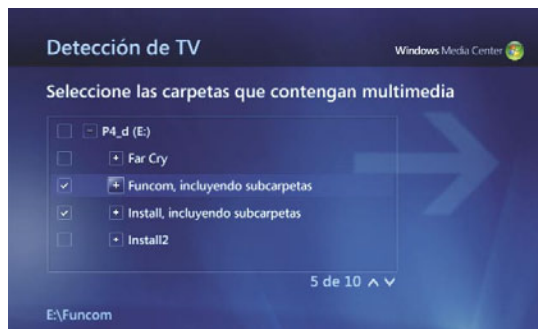 Detección de TV
Windows Media Center
Seleccione las carpetas que contengan multimedia
P4_d (E:)
Far Cry
Funcom, incluyendo subcarpetas
Install, incluyendo subcarpetas
Install2
5 de 10
E:\Funcom